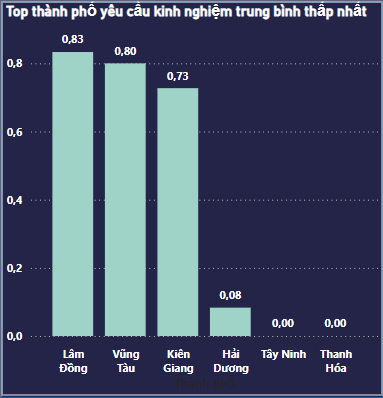 Top thành phố yêu cầu kinh nghiệm trung bình thấp nhất
0,83
0,80
0,73
0,08
0,00
0,00
0,8
0,6
0,4
0,2
0,0
Lâm
Đồng
Vũng
Tàu
Kiên
Giang
Hải
Dương
Tây Ninh
Thanh
Hóa